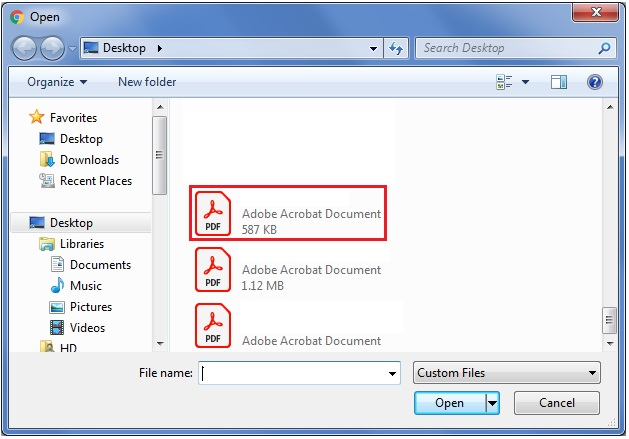 Open
Desktop
Search Desktop
Organize
New folder
Favorites
Desktop
Downloads
Recent Places
Desktop
Libraries
Documents
Music
Pictures
Videos
HD
PDF
Adobe Acrobat Document
587 KB
PDF
Adobe Acrobat Document
1.12 MB
PDF
Adobe Acrobat Document
File name:
Custom Files
Open
Cancel